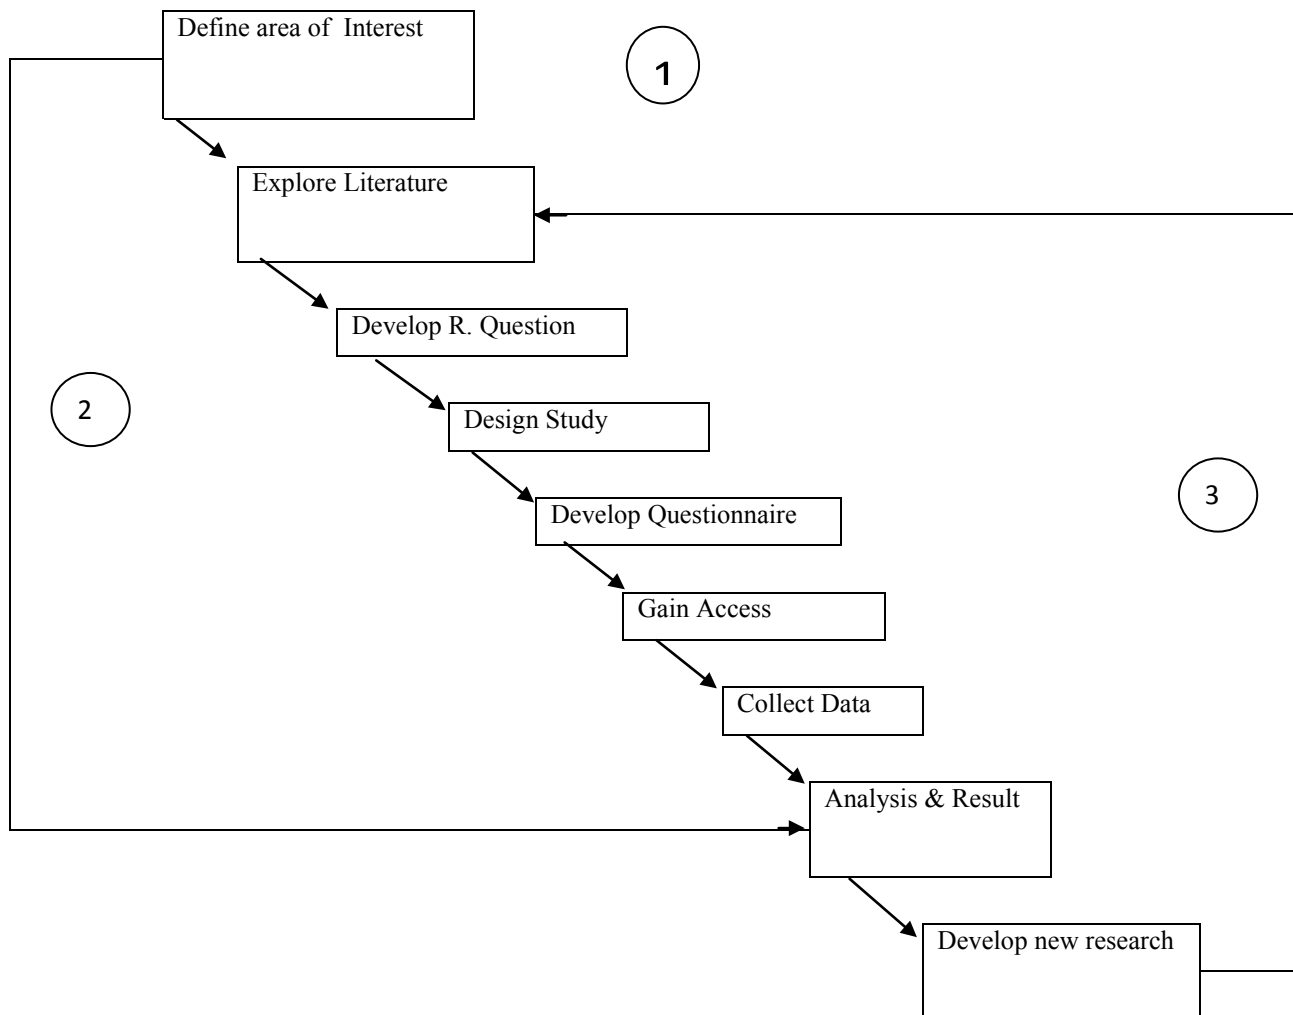 Define area of Interest
1
Explore Literature
Develop R. Question
2
Design Study
3
Develop Questionnaire
Gain Access
Collect Data
Analysis & Result
Develop new research